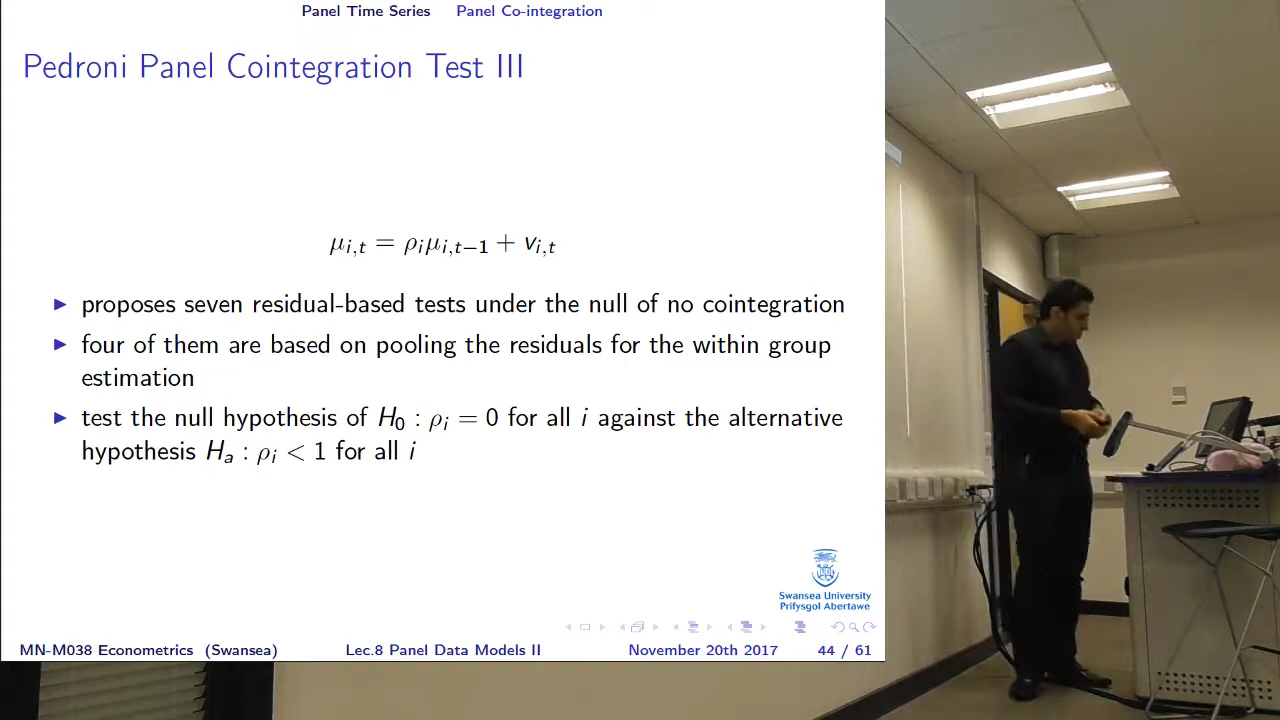 Panel Time Series Panel Co-integration
Pedroni Panel Cointegration Test III
μi,t = ρiμi,t−1 + vi,t
proposes seven residual-based tests under the null of no cointegration
four of them are based on pooling the residuals for the within group
estimation
test the null hypothesis of H0 : ρi = 0 for all i against the alternative
hypothesis Ha : ρi < 1 for all i
Swansea University
Prifysgol Abertawe
MN-M038 Econometrics (Swansea) Lec.8 Panel Data Models II November 20th 2017 44 / 61